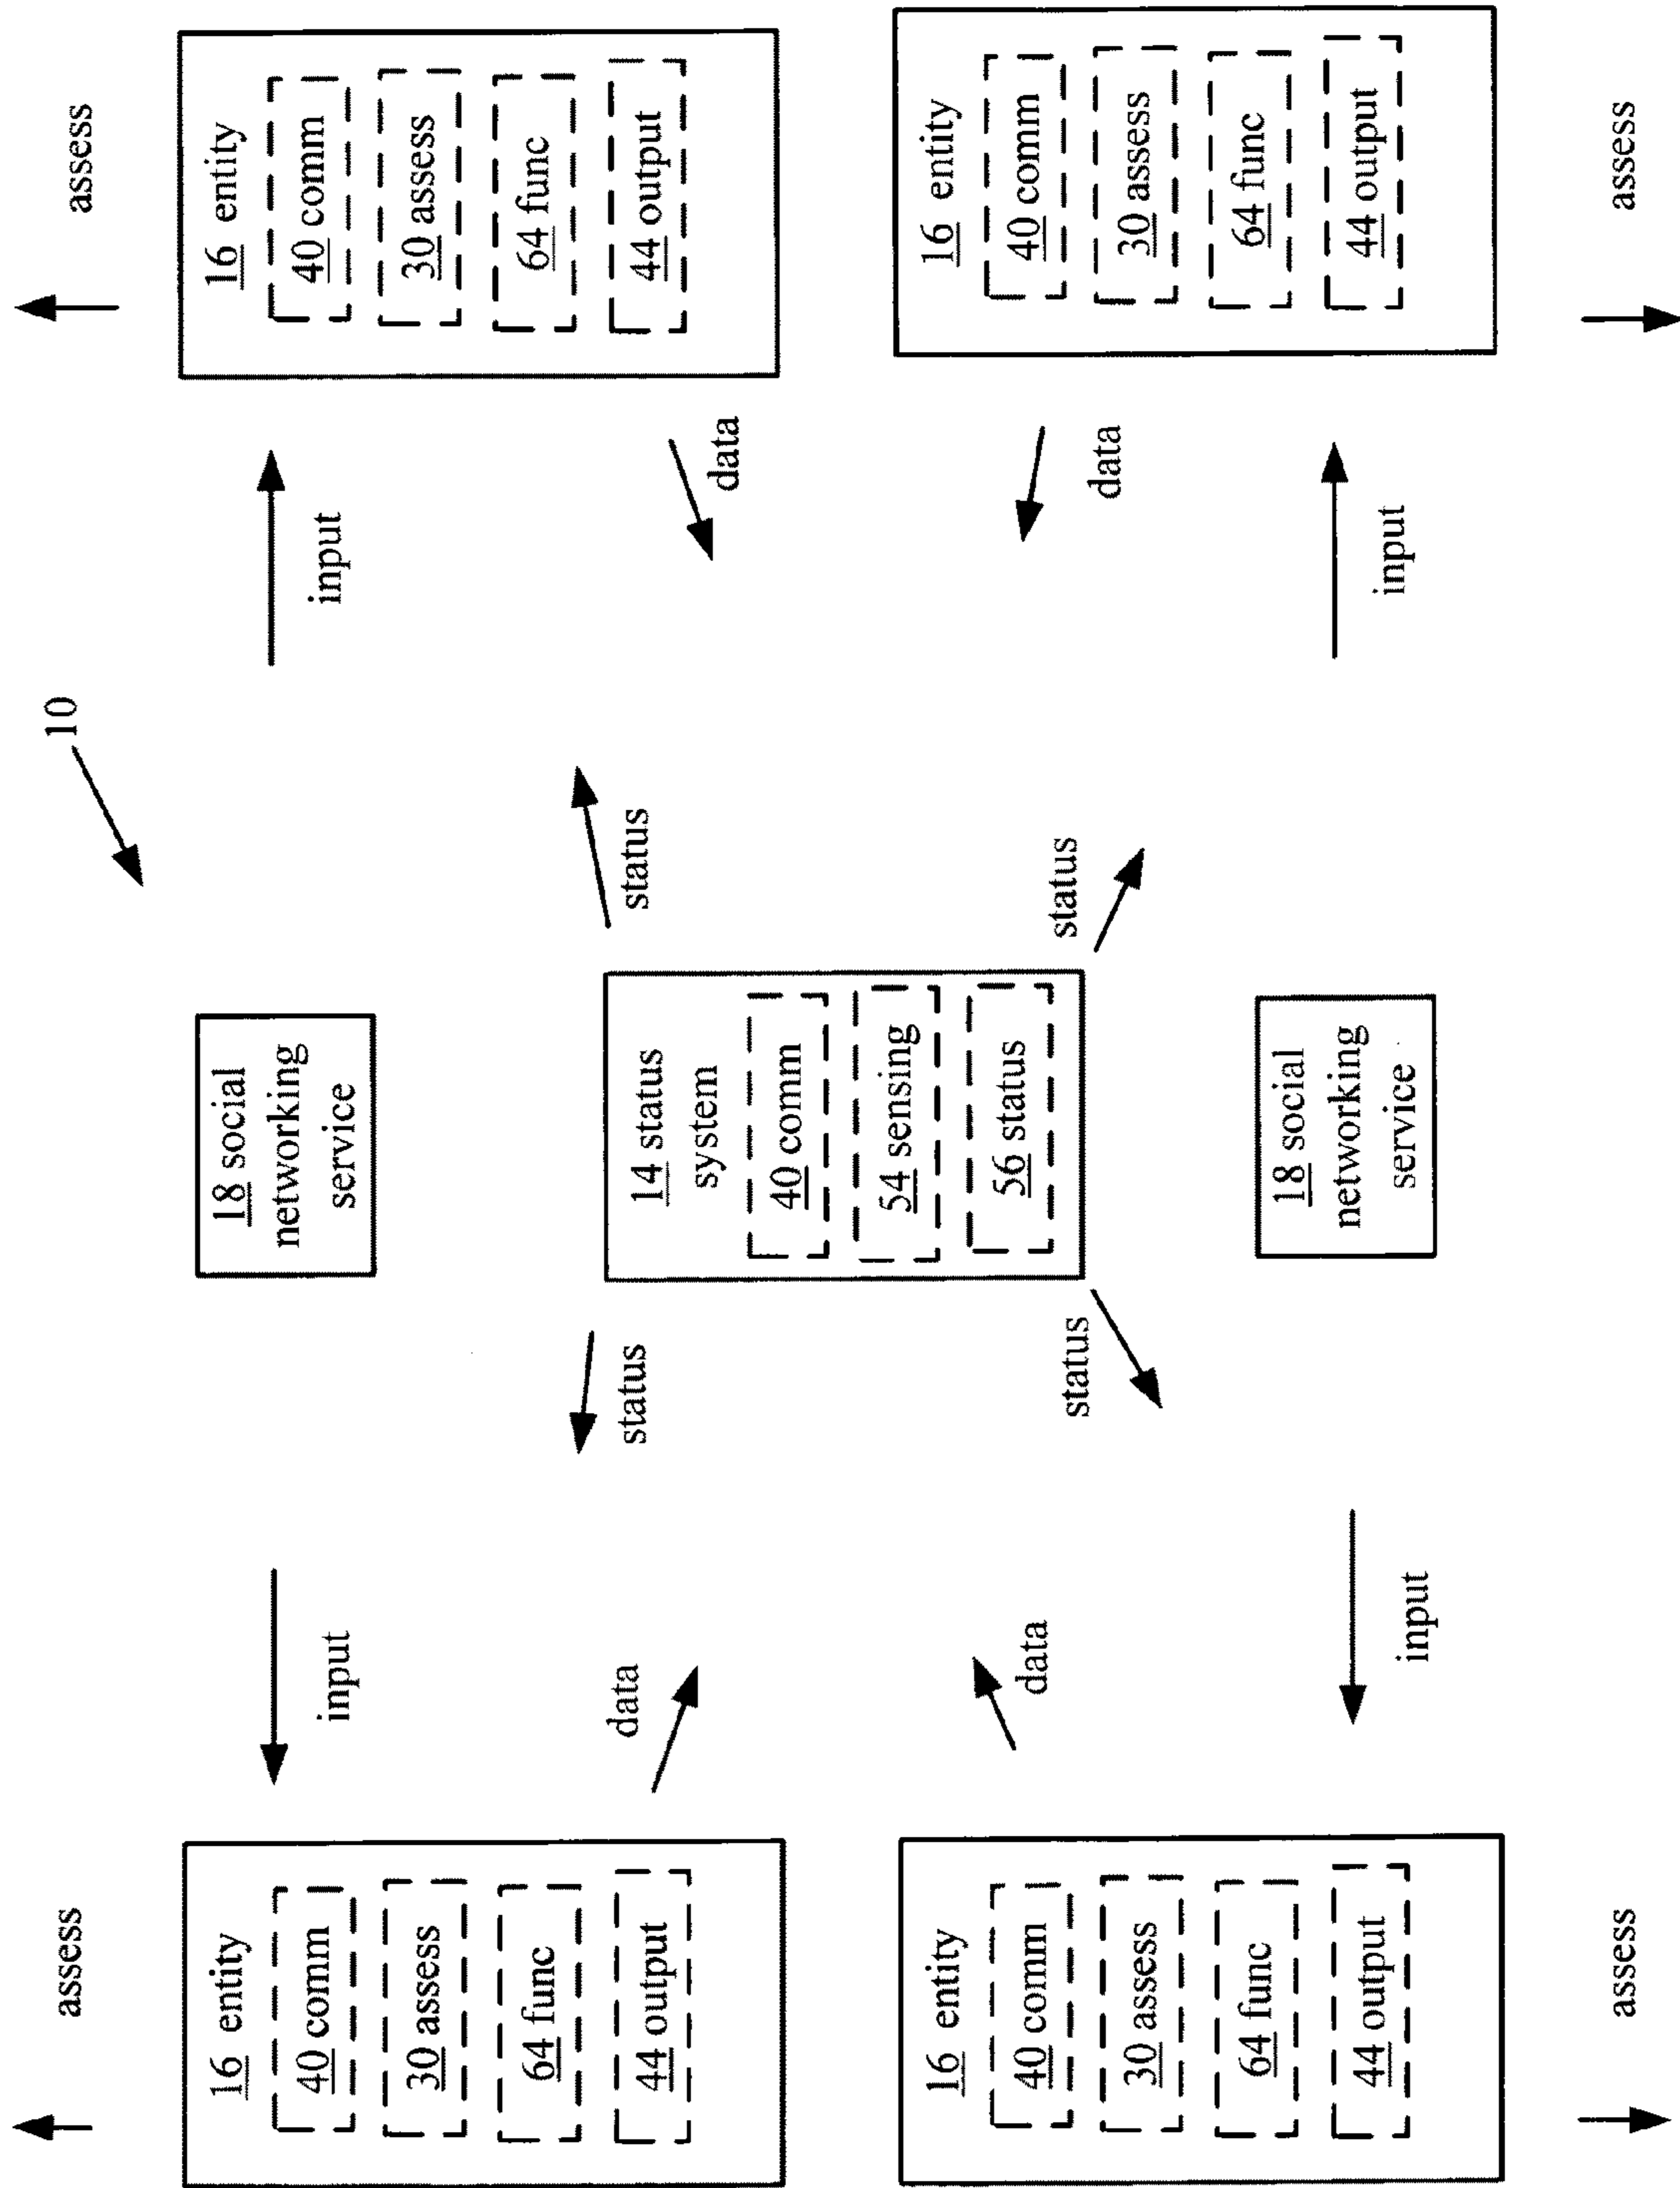 assess
10
assess
16 entity
40 comm
30 assess
64 func
44 output
input
data
18 social
networking
service
input
data
16 entity
40 comm
30 assess
64 func
44 output
status
status
14 status
system
40 comm
54 sensing
56 status
status
status
16 entity
40 comm
30 assess
64 func
44 output
data
input
18 social
networking
service
data
input
16 entity
40 comm
30 assess
64 func
44 output
assess
assess